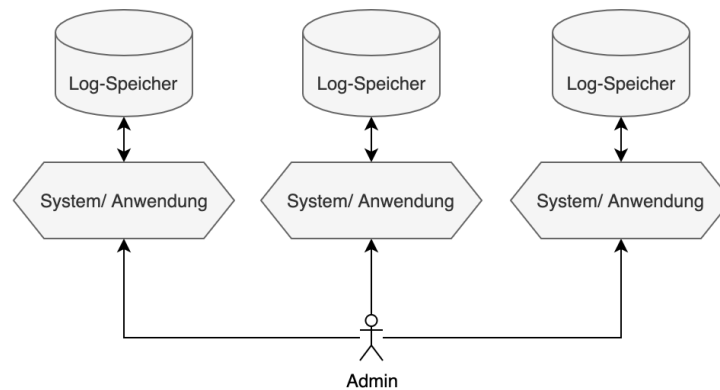 Log-Speicher
Log-Speicher
Log-Speicher
System/ Anwendung
System/ Anwendung
System/ Anwendung
Admin